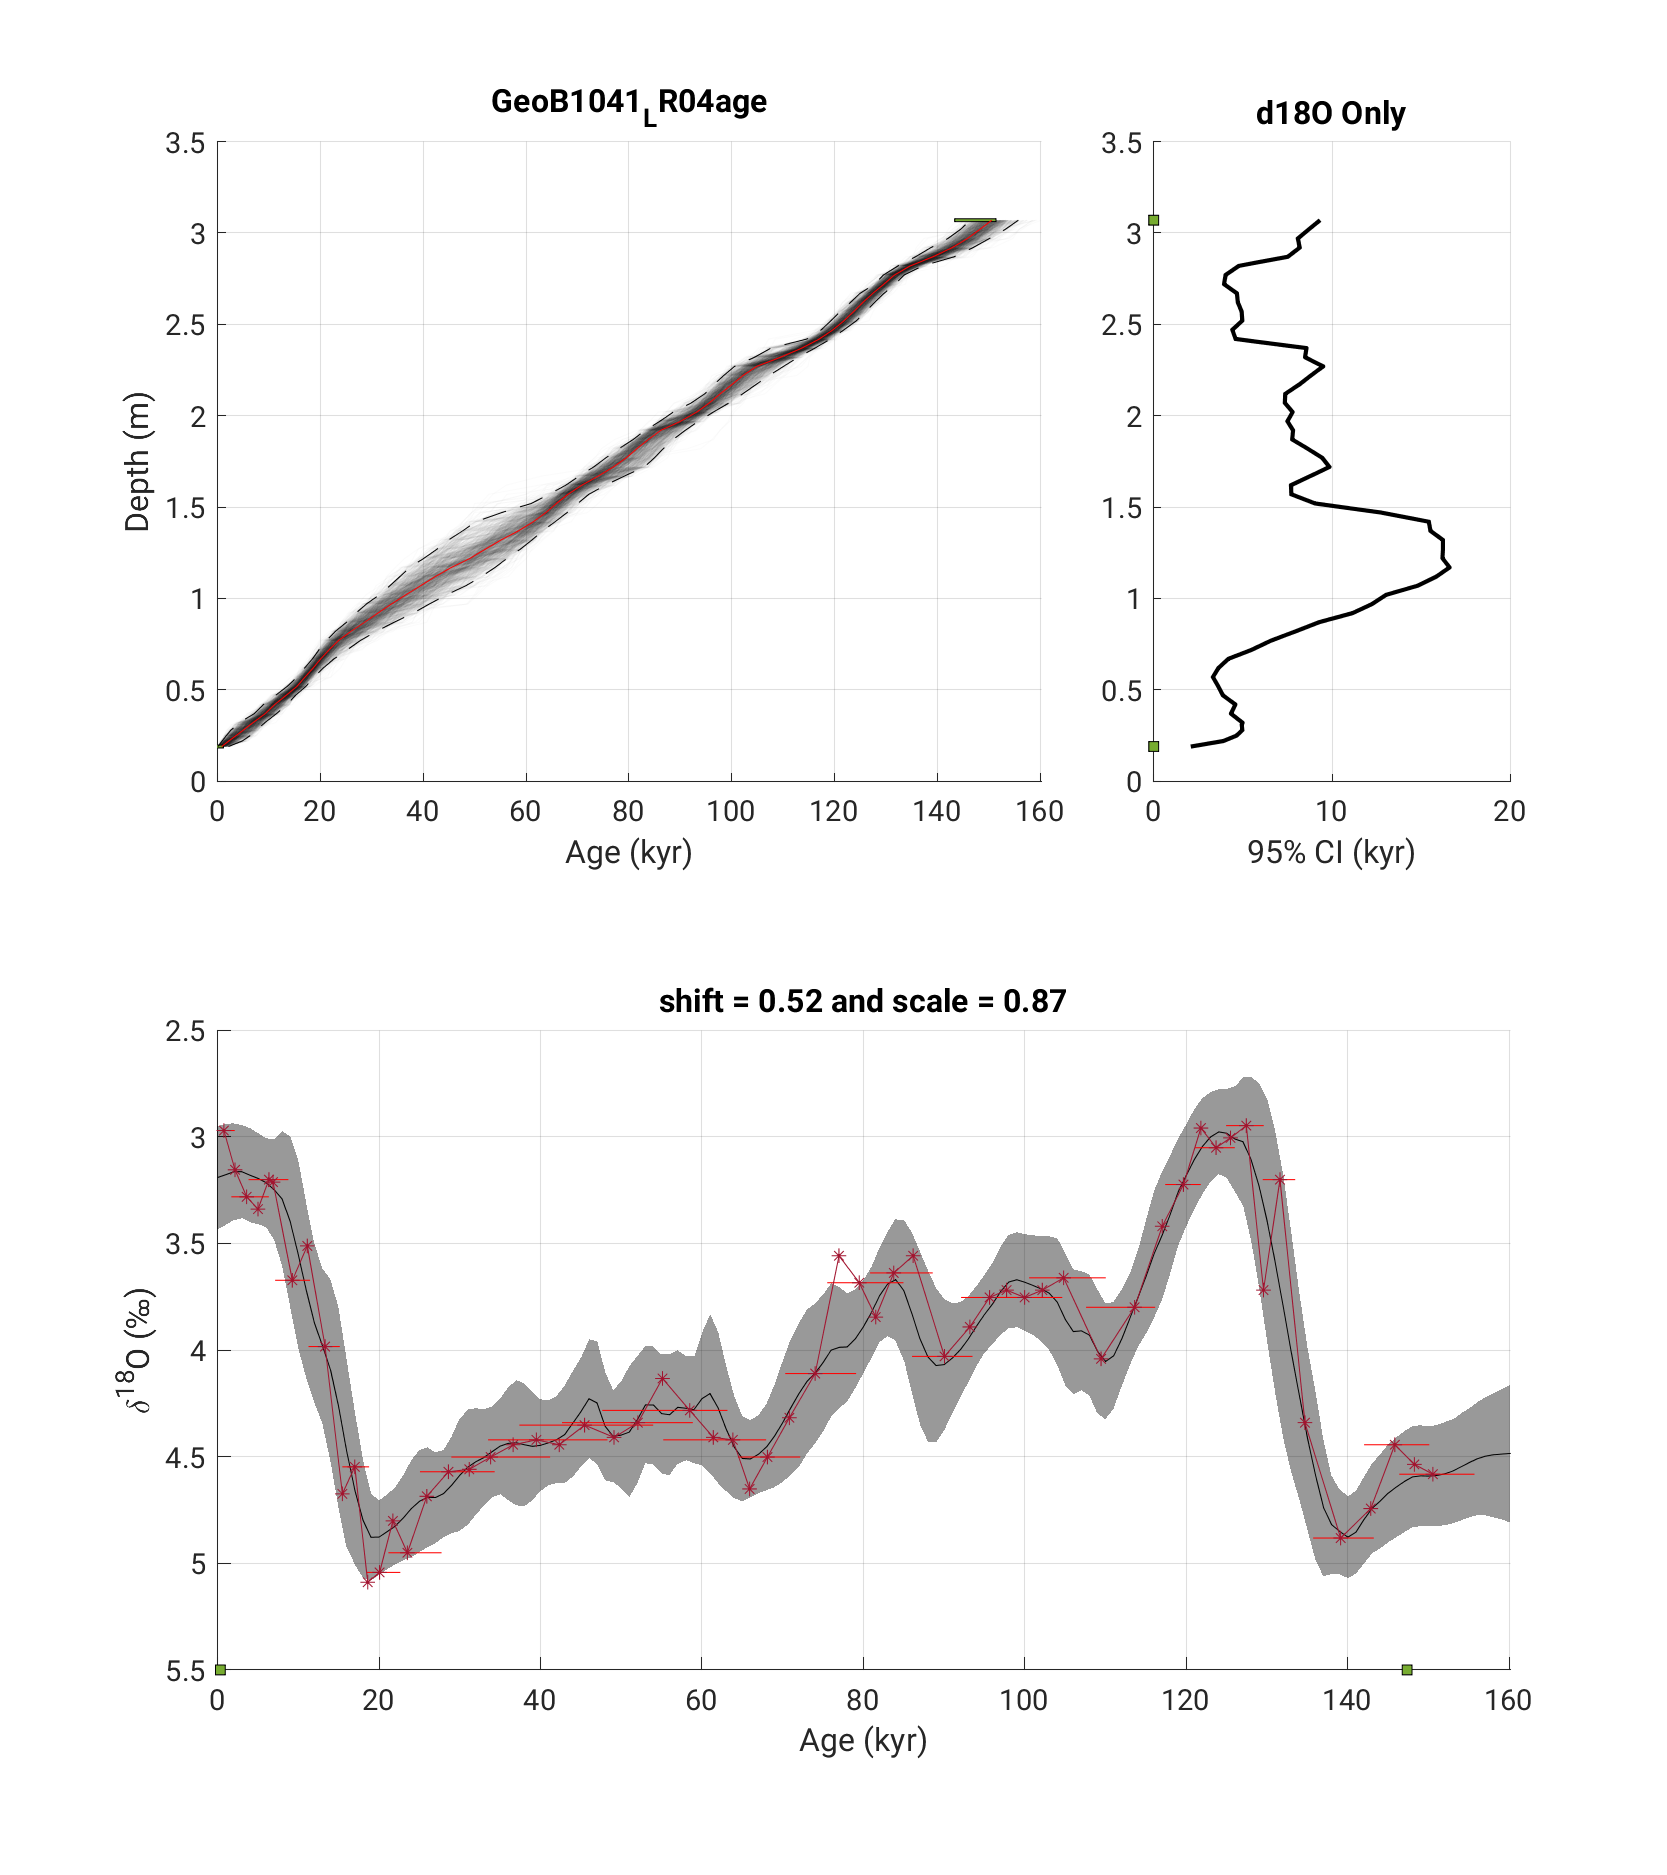 GeoB1041LR04age
d18O Only
3.5
3
2.5
2
1.5
1
0.5
0
Depth (m)
0 20 40 60 80 100 120 140 160
Age (kyr)
3.5
3
2.5
2
1.5
1
0.5
0
0 10 20
95% CI (kyr)
shift = 0.52 and scale = 0.87
2.5
3
3.5
4
4.5
5
5.5
δ18O (‰)
0 20 40 60 80 100 120 140 160
Age (kyr)